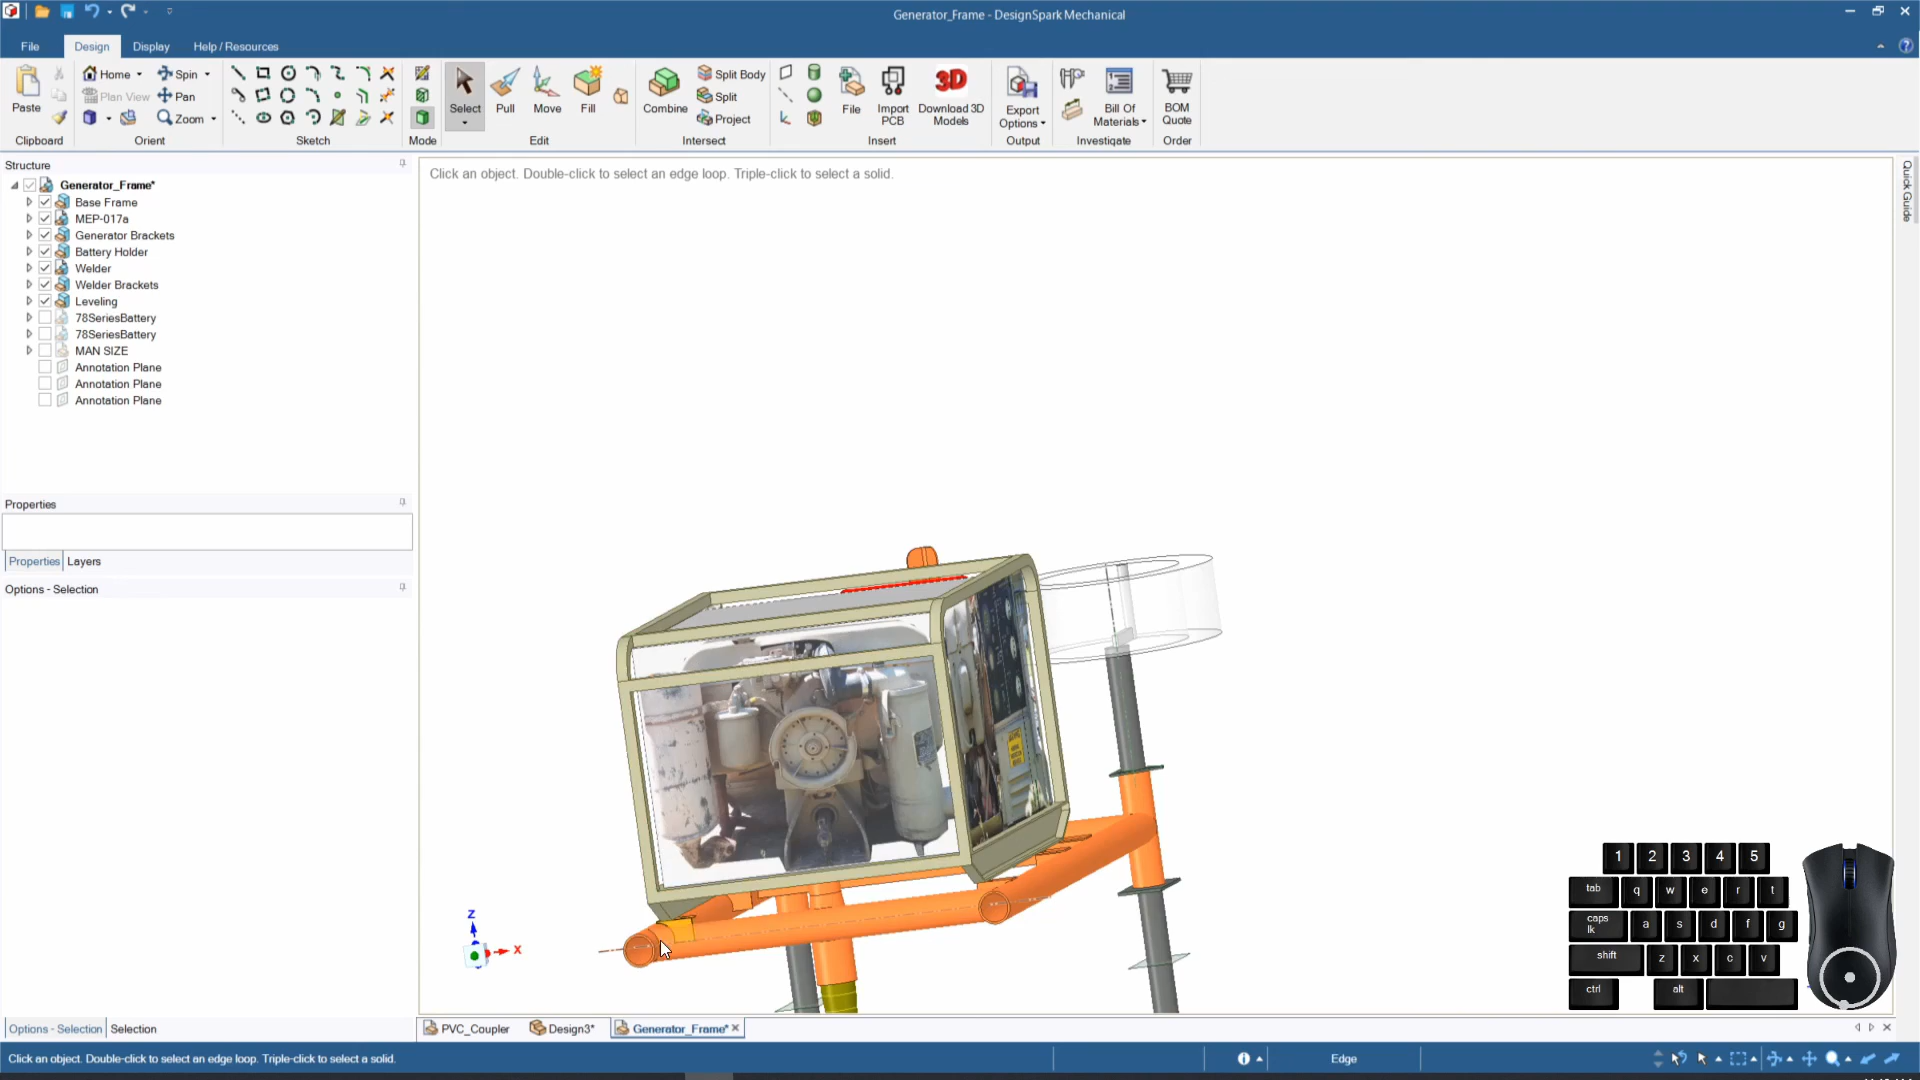 Generator_Frame - DesignSpark Mechanical
File
Design
Display
Help / Resources
Paste
Clipboard
Home
Plan View
Spin
Pan
Zoom
Orient
Sketch
Mode
Select
Pull
Move
Fill
Edit
Combine
Split Body
Split
Project
Intersect
File
Import PCB
Download 3D Models
3D
Insert
Export Options
Output
Bill Of Materials
Investigate
BOM Quote
Order
Structure
Generator_Frame*
Base Frame
MEP-017a
Generator Brackets
Battery Holder
Welder
Welder Brackets
Leveling
78SeriesBattery
78SeriesBattery
MAN SIZE
Annotation Plane
Annotation Plane
Annotation Plane
Properties
Properties
Layers
Options - Selection
Options - Selection
Selection
Click an object. Double-click to select an edge loop. Triple-click to select a solid.
Quick Guide
Z
X
1 2 3 4 5
tab q w e r t
caps lk a s d f g
shift z x c v
ctrl alt
PVC_Coupler
Design3*
Generator_Frame*
Click an object. Double-click to select an edge loop. Triple-click to select a solid.
Edge